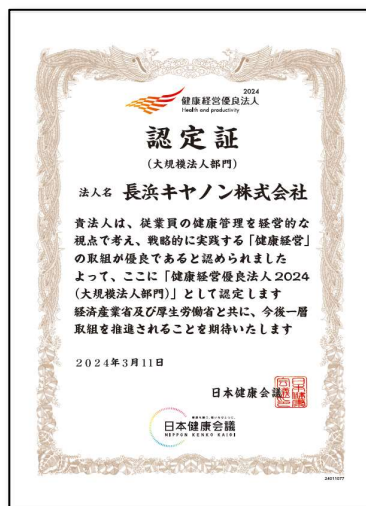 2024
健康経営優良法人
Health and productivity
認定証
(大規模法人部門)
法人名 長浜キヤノン株式会社
貴法人は、従業員の健康管理を経営的な
視点で考え、戦略的に実践する「健康経営」
の取組が優良であると認められました
よって、ここに「健康経営優良法人2024
(大規模法人部門)」として認定します
経済産業省及び厚生労働省と共に、今後一層
取組を推進されることを期待いたします
2024年3月11日
日本健康会議
日本健康会議
NIPPON KENKO KAIGI
24011077